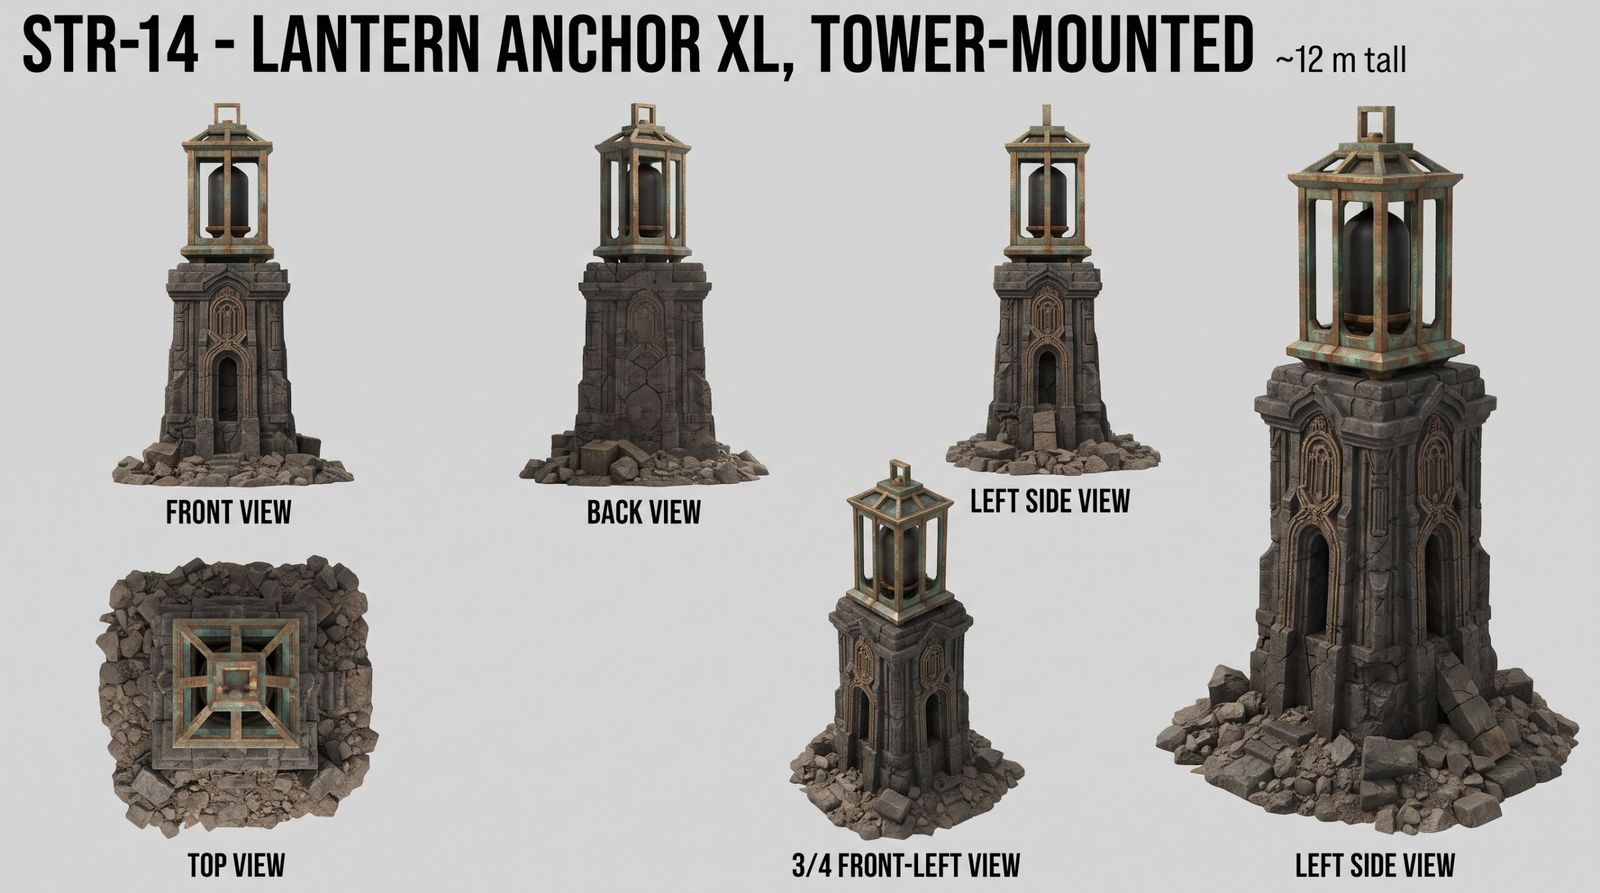 STR-14 - LANTERN ANCHOR XL, TOWER-MOUNTED ~12 m tall
FRONT VIEW
BACK VIEW
LEFT SIDE VIEW
TOP VIEW
3/4 FRONT-LEFT VIEW
LEFT SIDE VIEW